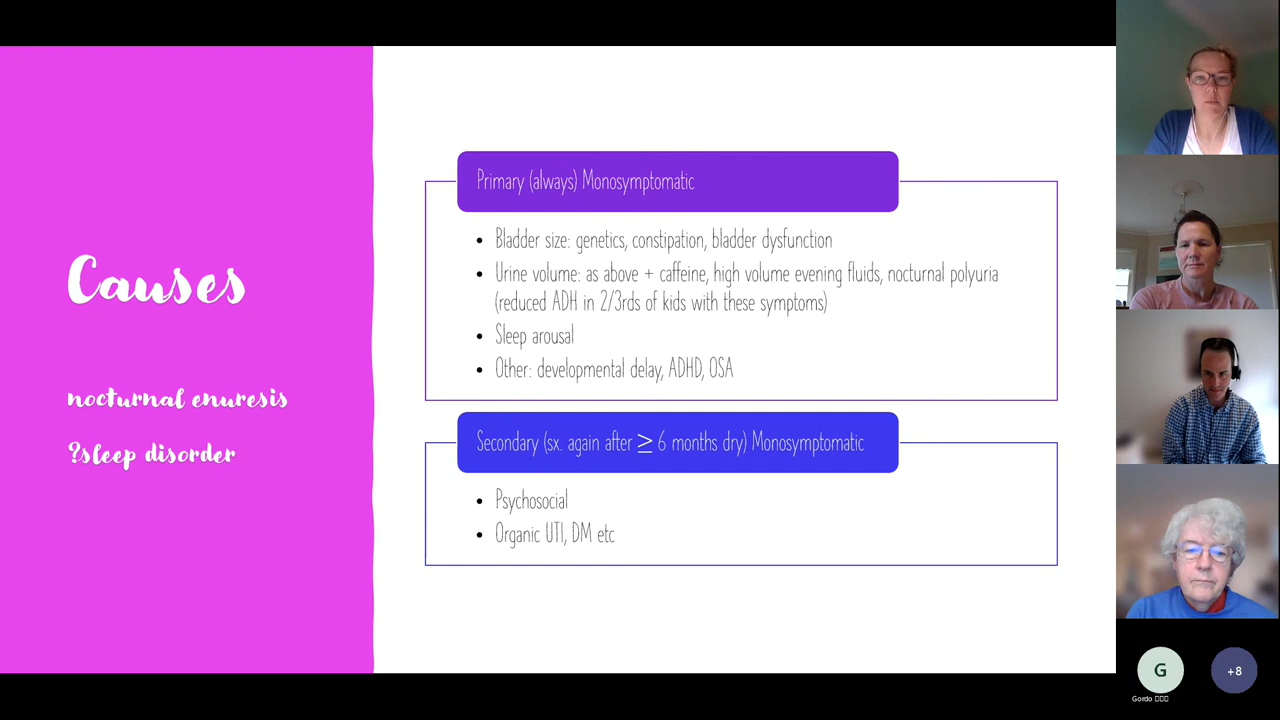 Causes
nocturnal enuresis
?sleep disorder
Primary (always) Monosymptomatic
• Bladder size: genetics, constipation, bladder dysfunction
• Urine volume: as above + caffeine, high volume evening fluids, nocturnal polyuria
(reduced ADH in 2/3rds of kids with these symptoms)
• Sleep arousal
• Other: developmental delay, ADHD, OSA
Secondary (sx. again after ≥ 6 months dry) Monosymptomatic
• Psychosocial
• Organic UTI, DM etc
G
+8
Gordo